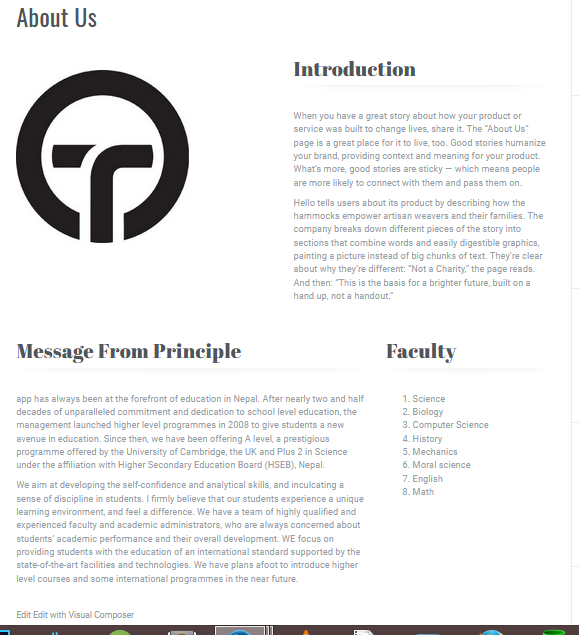 About Us
Introduction
When you have a great story about how your product or
service was built to change lives, share it. The "About Us"
page is a great place for it to live, too. Good stories humanize
your brand, providing context and meaning for your product.
What's more, good stories are sticky — which means people
are more likely to connect with them and pass them on.
Hello tells users about its product by describing how the
hammocks empower artisan weavers and their families. The
company breaks down different pieces of the story into
sections that combine words and easily digestible graphics,
painting a picture instead of big chunks of text. They're clear
about why they're different: "Not a Charity," the page reads.
And then: "This is the basis for a brighter future, built on a
hand up, not a handout."
Message From Principle
app has always been at the forefront of education in Nepal. After nearly two and half
decades of unparalleled commitment and dedication to school level education, the
management launched higher level programmes in 2008 to give students a new
avenue in education. Since then, we have been offering A level, a prestigious
programme offered by the University of Cambridge, the UK and Plus 2 in Science
under the affiliation with Higher Secondary Education Board (HSEB), Nepal.
We aim at developing the self-confidence and analytical skills, and inculcating a
sense of discipline in students. I firmly believe that our students experience a unique
learning environment, and feel a difference. We have a team of highly qualified and
experienced faculty and academic administrators, who are always concerned about
students' academic performance and their overall development. WE focus on
providing students with the education of an international standard supported by the
state-of-the-art facilities and technologies. We have plans afoot to introduce higher
level courses and some international programmes in the near future.
Faculty
1. Science
2. Biology
3. Computer Science
4. History
5. Mechanics
6. Moral science
7. English
8. Math
Edit Edit with Visual Composer